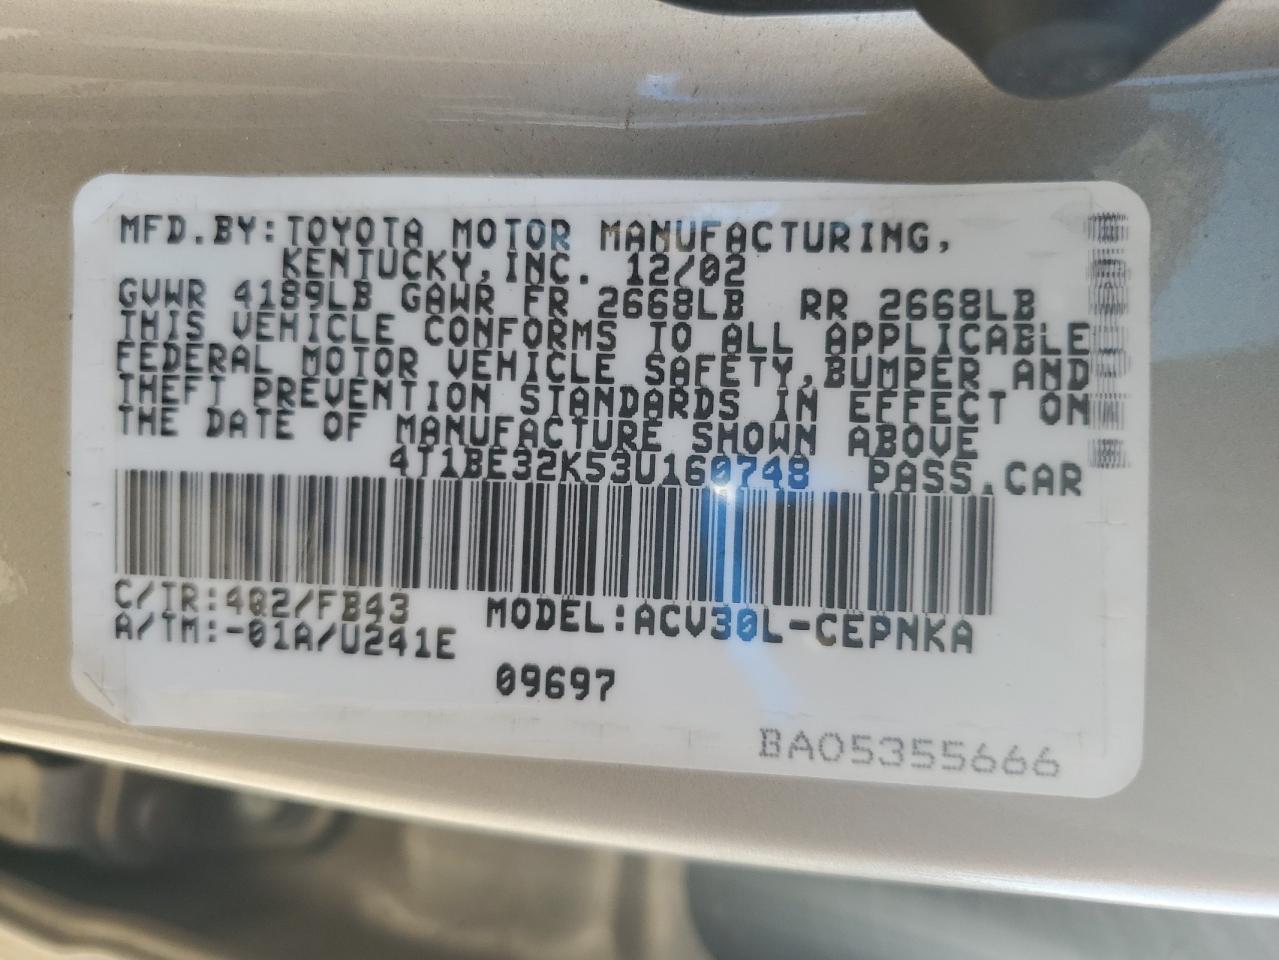 MFD.BY:TOYOTA MOTOR MANUFACTURING,
KENTUCKY,INC. 12/02
GVWR 4189LB GAWR FR 2668LB RR 2668LB
THIS VEHICLE CONFORMS TO ALL APPLICABLE
FEDERAL MOTOR VEHICLE SAFETY,BUMPER AND
THEFT PREVENTION STANDARDS IN EFFECT ON
THE DATE OF MANUFACTURE SHOWN ABOVE
4T1BE32K53U160748 PASS.CAR
C/TR:4Q2/FB43 MODEL:ACV30L-CEPNKA
A/TM:-01A/U241E
09697
BA05355666